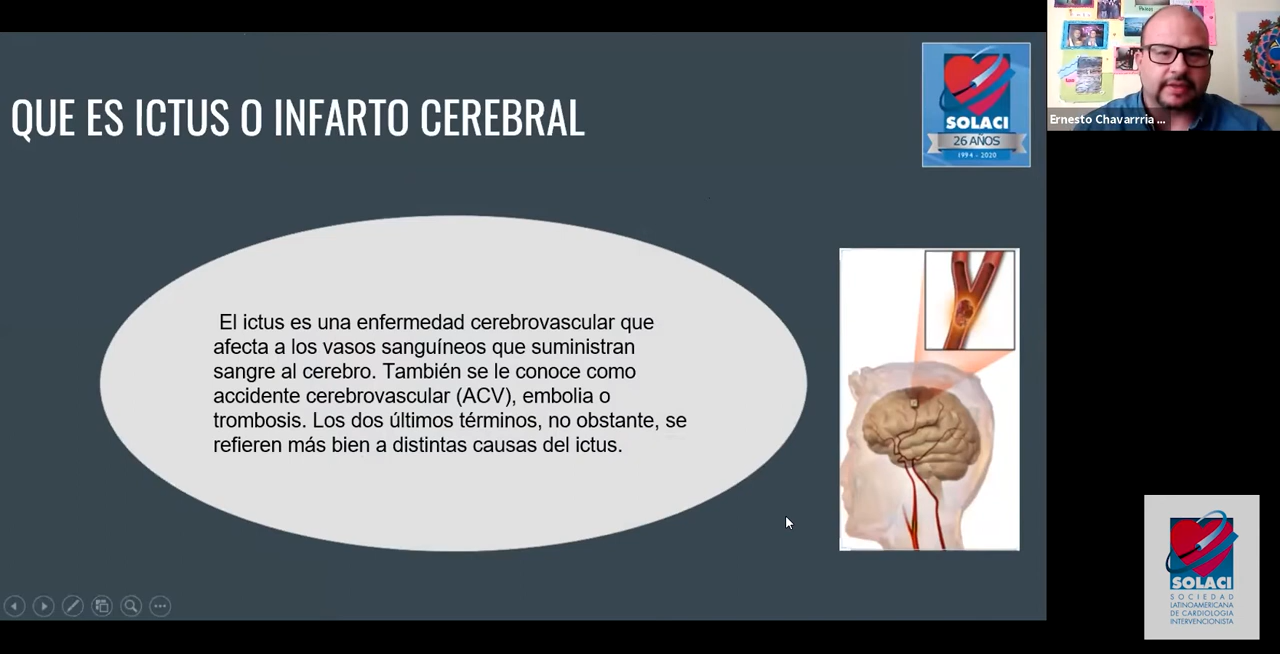 QUE ES ICTUS O INFARTO CEREBRAL
SOLACI
26 AÑOS
1994 - 2020
Ernesto Chavarrria ...
El ictus es una enfermedad cerebrovascular que
afecta a los vasos sanguíneos que suministran
sangre al cerebro. También se le conoce como
accidente cerebrovascular (ACV), embolia o
trombosis. Los dos últimos términos, no obstante, se
refieren más bien a distintas causas del ictus.
SOLACI
SOCIEDAD
LATINOAMERICANA
DE CARDIOLOGIA
INTERVENCIONISTA